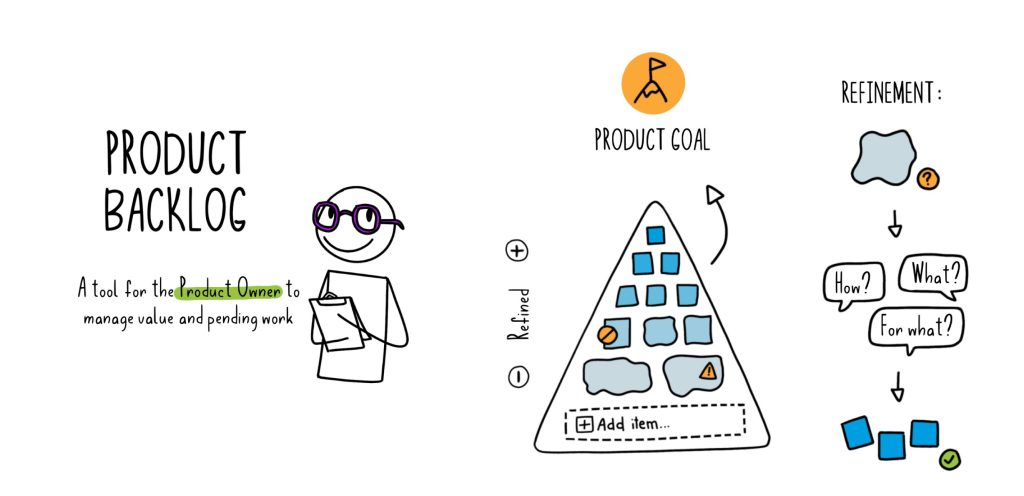 PRODUCT
BACKLOG
A tool for the Product Owner to
manage value and pending work
PRODUCT GOAL
+
Refined
-
+ Add item...
REFINEMENT:
?
How?
What?
For what?